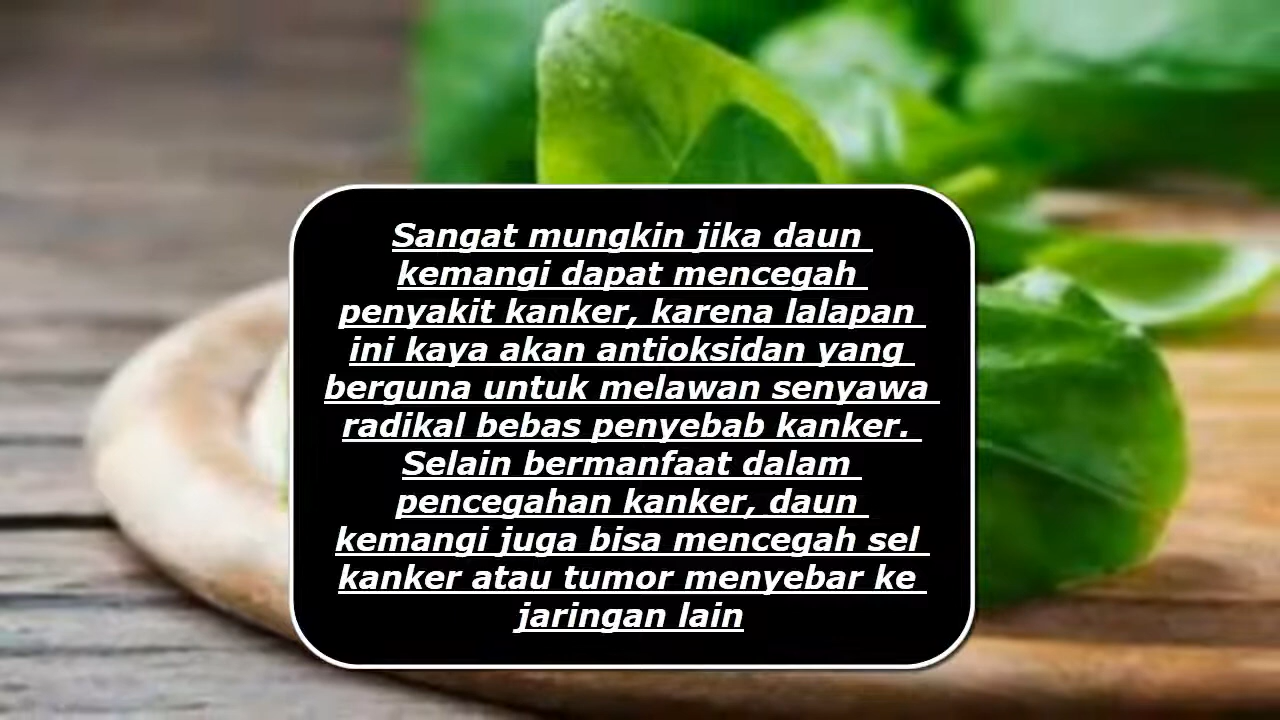 Sangat mungkin jika daun
kemangi dapat mencegah
penyakit kanker, karena lalapan
ini kaya akan antioksidan yang
berguna untuk melawan senyawa
radikal bebas penyebab kanker.
Selain bermanfaat dalam
pencegahan kanker, daun
kemangi juga bisa mencegah sel
kanker atau tumor menyebar ke
jaringan lain